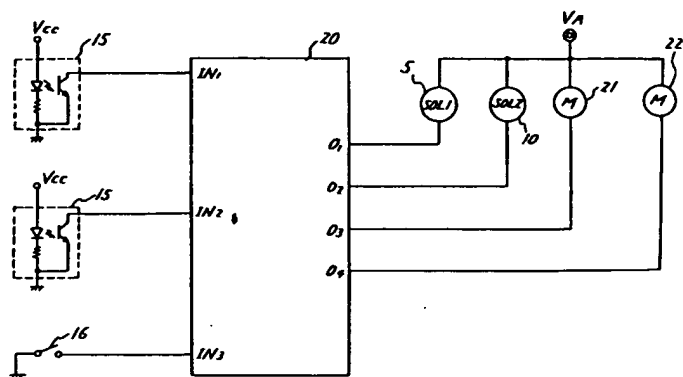 Vcc
15
20
VA
22
IN1
5
SOL1
SOL2
10
M
21
M
O1
Vcc
15
O2
IN2
O3
O4
16
IN3